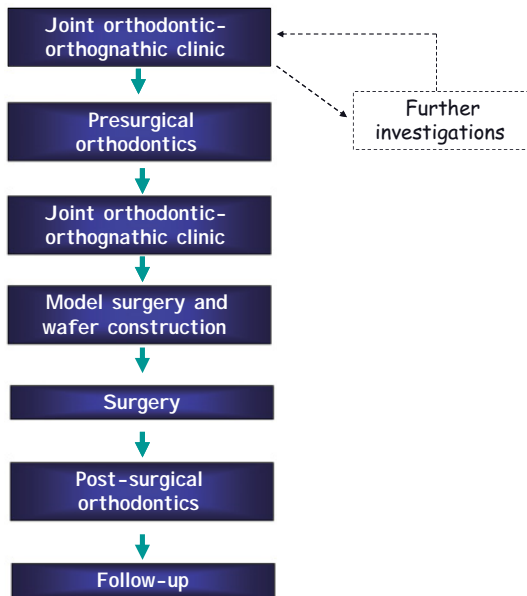 Joint orthodontic-
orthognathic clinic
Further
investigations
Presurgical
orthodontics
Joint orthodontic-
orthognathic clinic
Model surgery and
wafer construction
Surgery
Post-surgical
orthodontics
Follow-up